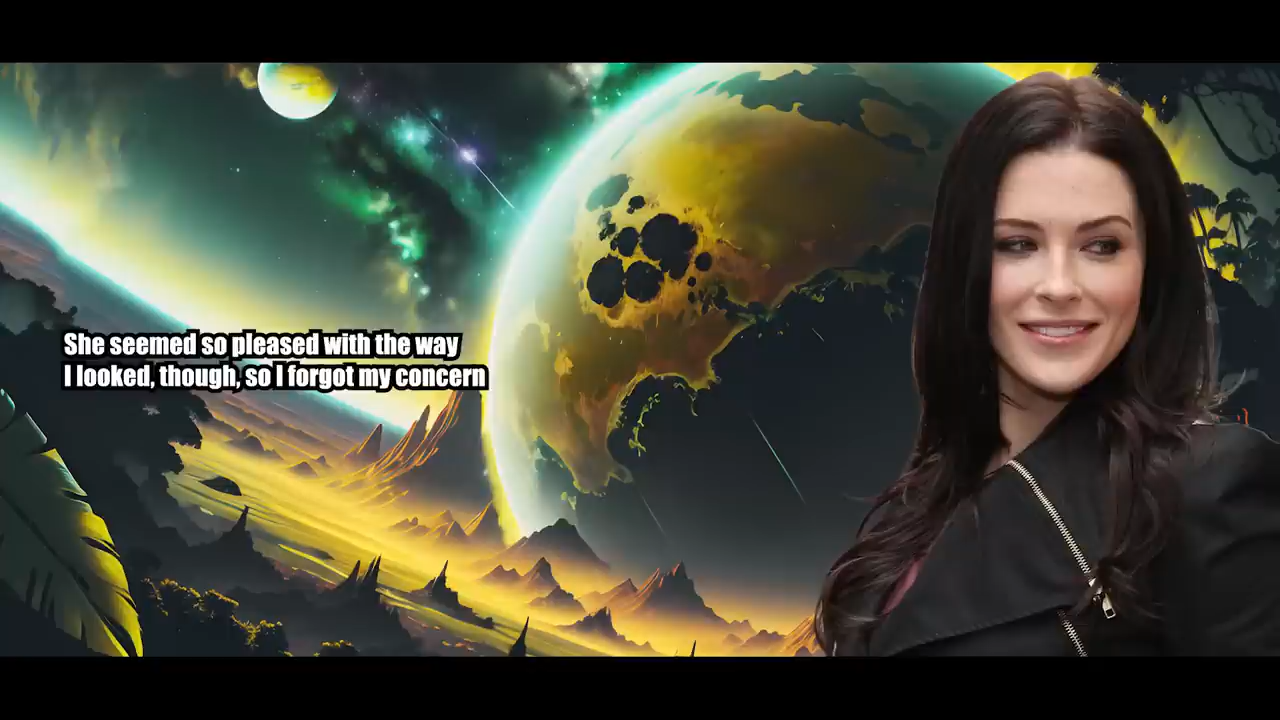 She seemed so pleased with the way
I looked, though, so I forgot my concern